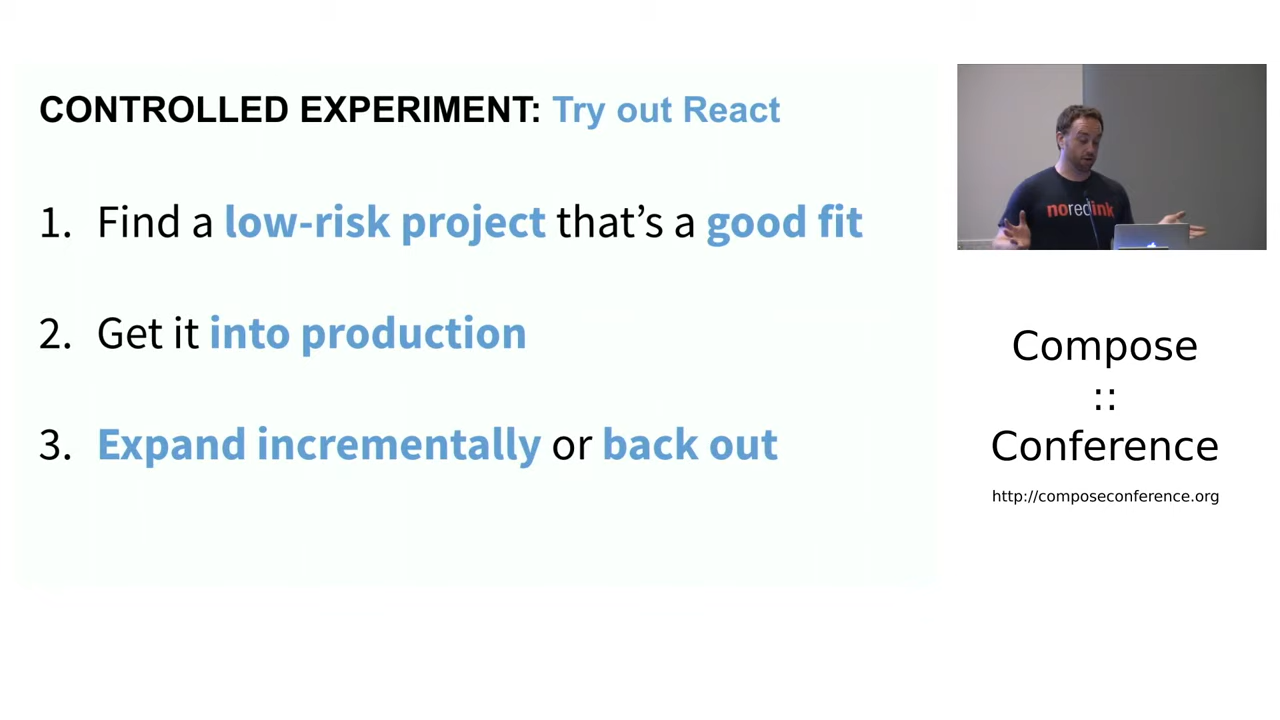 CONTROLLED EXPERIMENT: Try out React
1. Find a low-risk project that’s a good fit
2. Get it into production
3. Expand incrementally or back out
noredink
Compose
::
Conference
http://composeconference.org